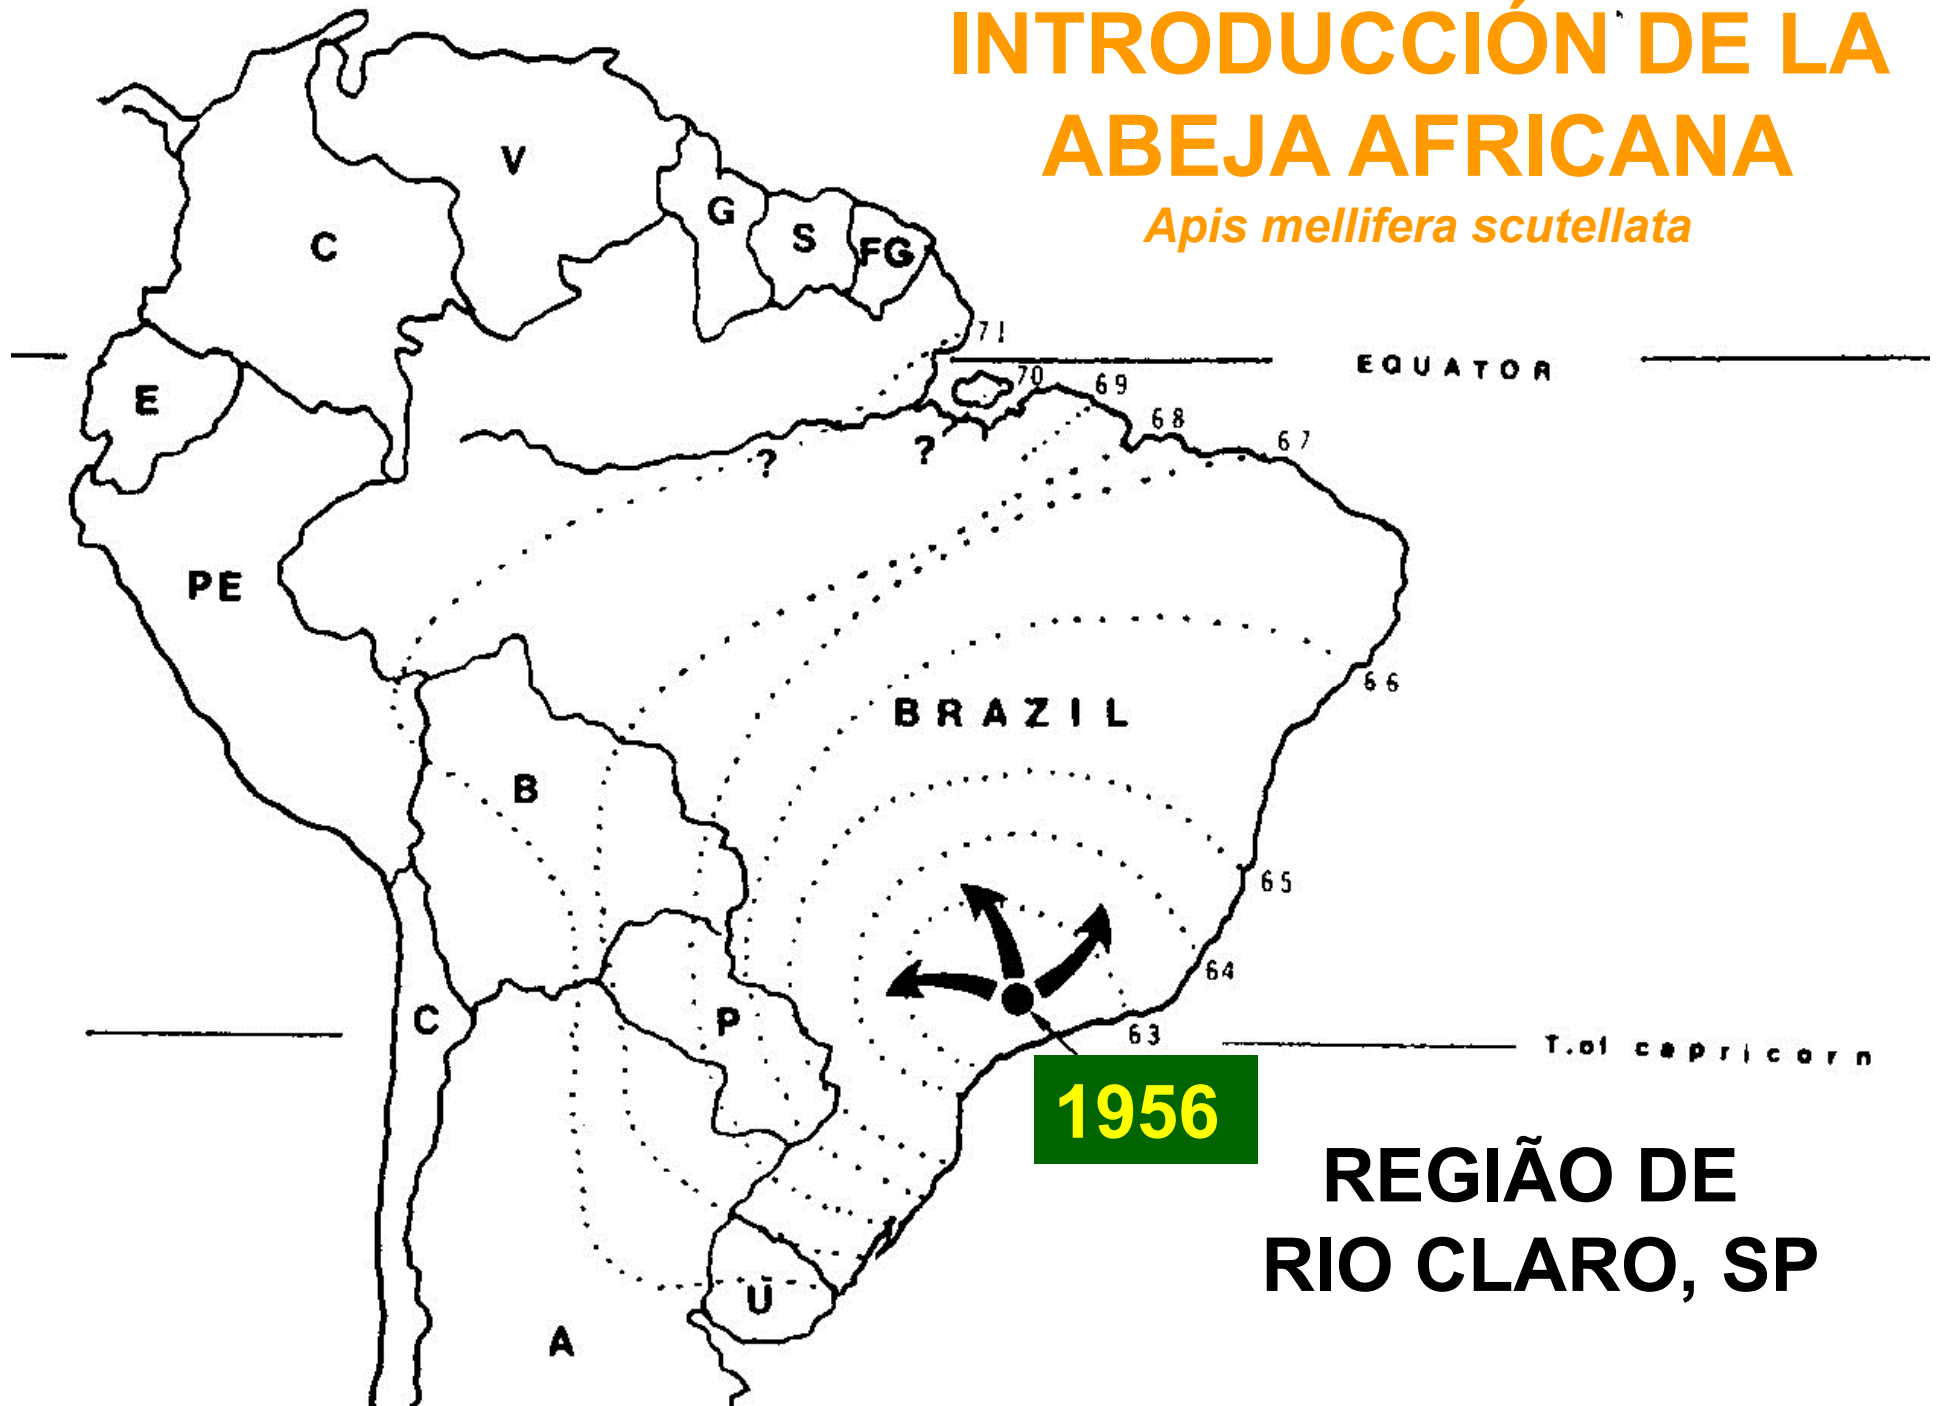 INTRODUCCIÓN DE LA
ABEJA AFRICANA
Apis mellifera scutellata
V
G
S
FG
C
71
EQUATOR
70
69
E
68
67
?
?
PE
66
BRAZIL
B
65
64
C
P
63
T.of capricorn
1956
REGIÃO DE
RIO CLARO, SP
U
A